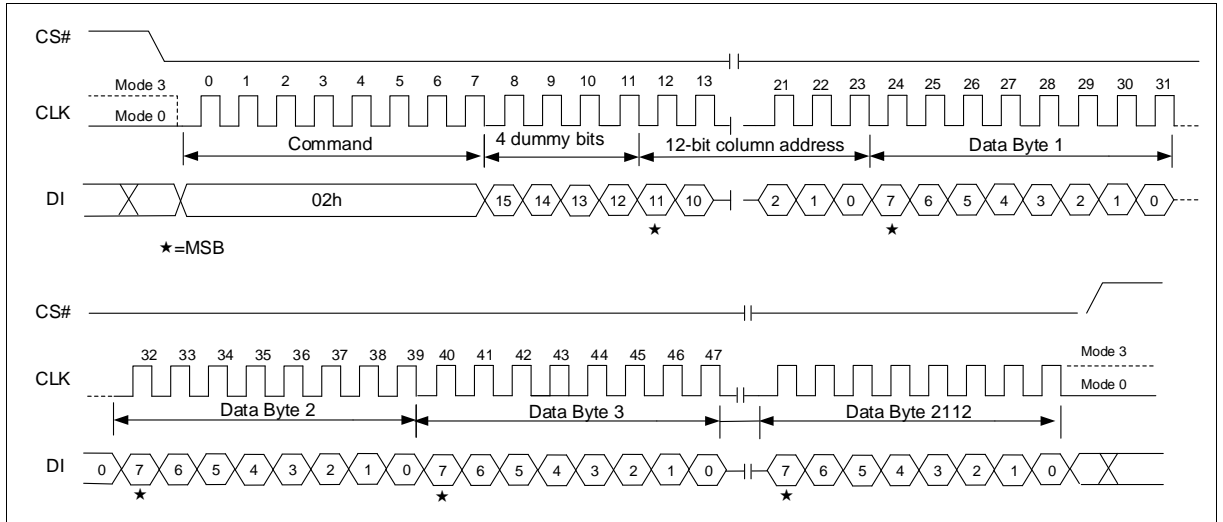 CS#
Mode 3
0 1 2 3 4 5 6 7 8 9 10 11 12 13 21 22 23 24 25 26 27 28 29 30 31
CLK
Mode 0
Command 4 dummy bits 12-bit column address Data Byte 1
DI 02h 15 14 13 12 11 10 2 1 0 7 6 5 4 3 2 1 0
★ ★
★=MSB
CS#
32 33 34 35 36 37 38 39 40 41 42 43 44 45 46 47 Mode 3
CLK Mode 0
Data Byte 2 Data Byte 3 Data Byte 2112
DI 0 7 6 5 4 3 2 1 0 7 6 5 4 3 2 1 0 7 6 5 4 3 2 1 0
★ ★ ★